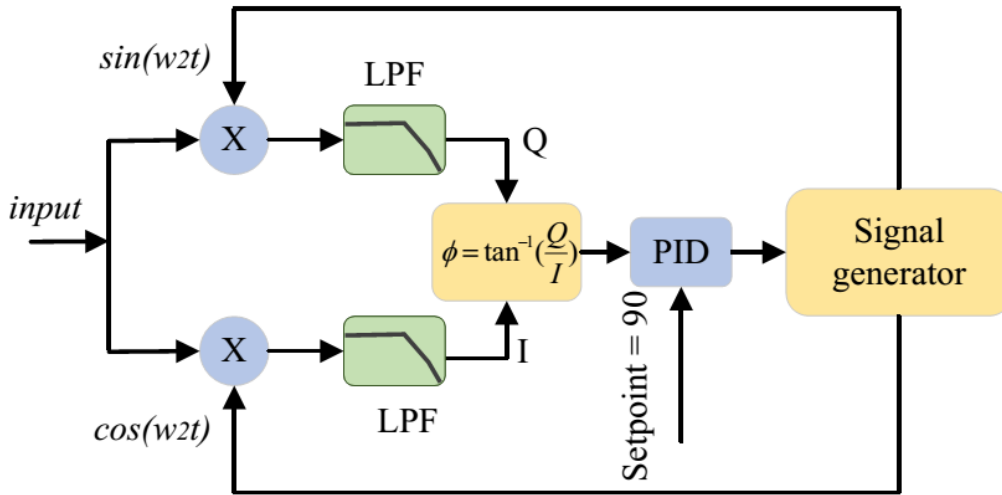 sin(w2t)
LPF
X
Q
input
ϕ = tan⁻¹(Q/I)
PID
Signal
generator
Setpoint = 90
X
I
LPF
cos(w2t)